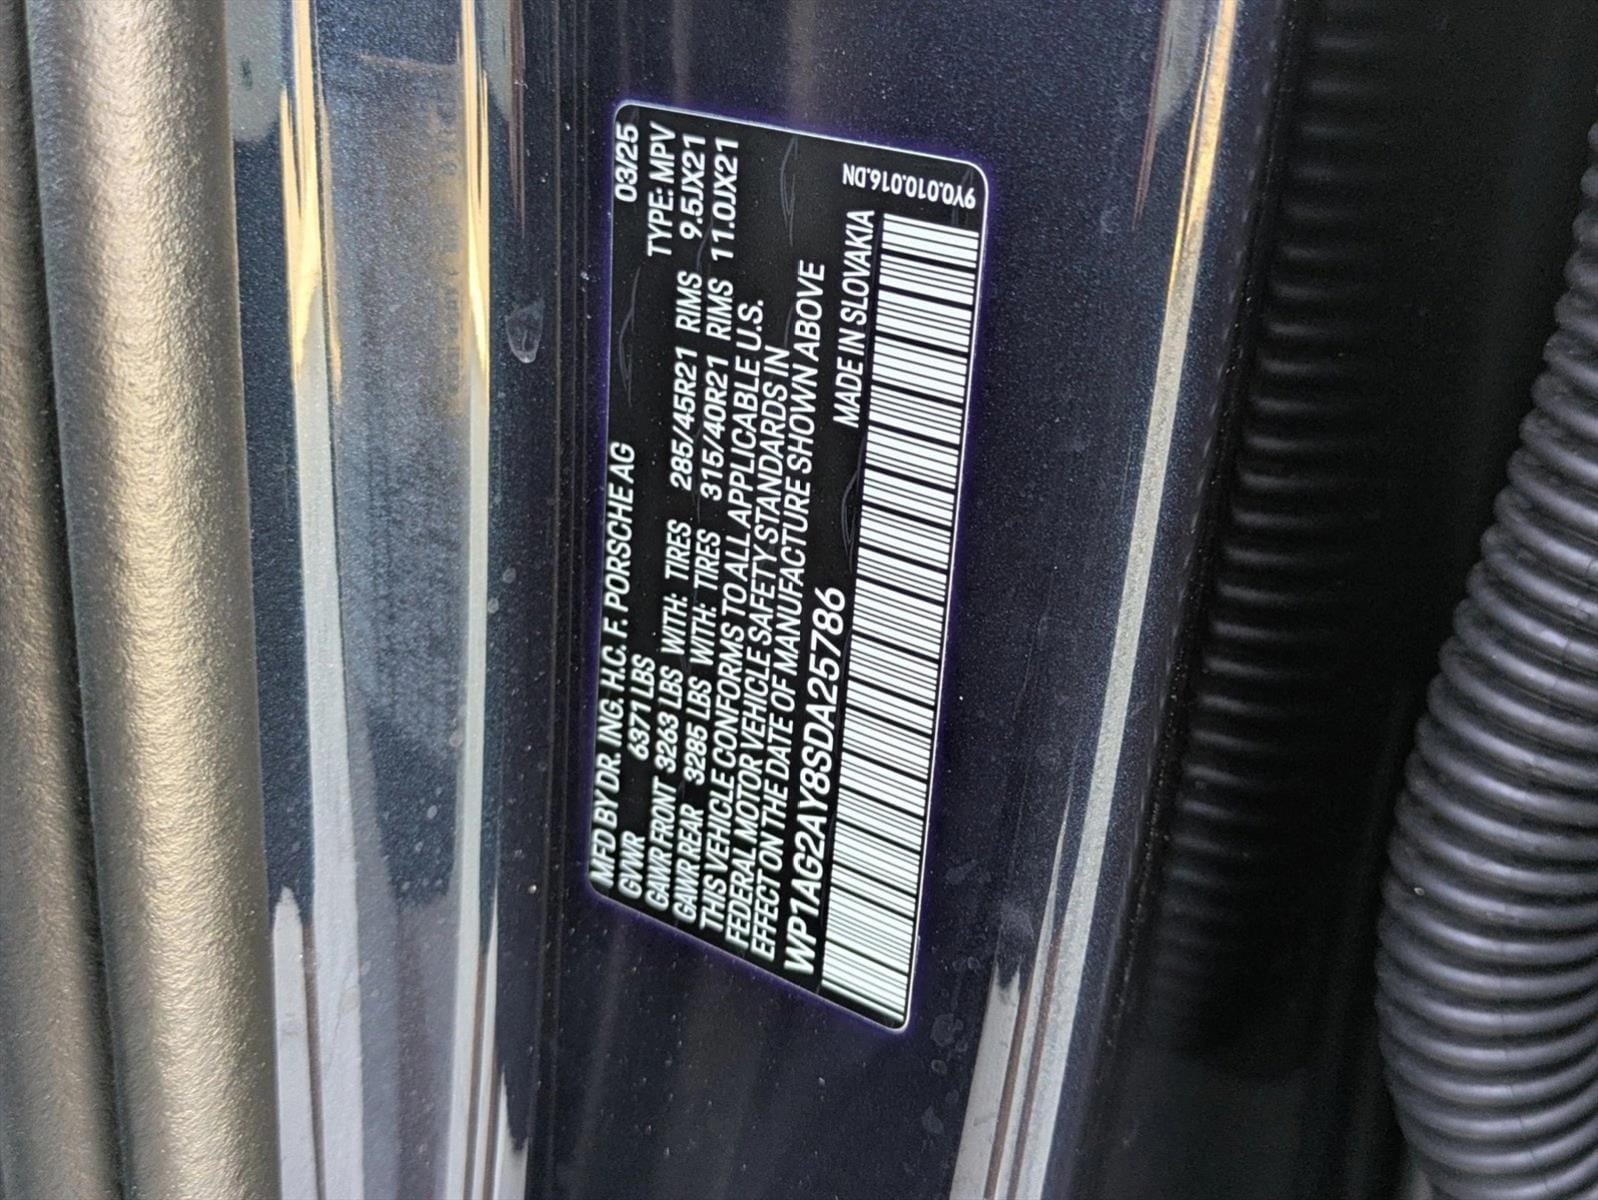 MFD BY DR. ING. H.C. F. PORSCHE AG 03/25
GVWR 6371 LBS TYPE: MPV
GAWR FRONT 3263 LBS WITH: TIRES 285/45R21 RIMS 9.5JX21
GAWR REAR 3285 LBS WITH: TIRES 315/40R21 RIMS 11.0JX21
THIS VEHICLE CONFORMS TO ALL APPLICABLE U.S.
FEDERAL MOTOR VEHICLE SAFETY STANDARDS IN
EFFECT ON THE DATE OF MANUFACTURE SHOWN ABOVE
WP1AG2AY8SDA25786 MADE IN SLOVAKIA
9Y0.010.016.DN